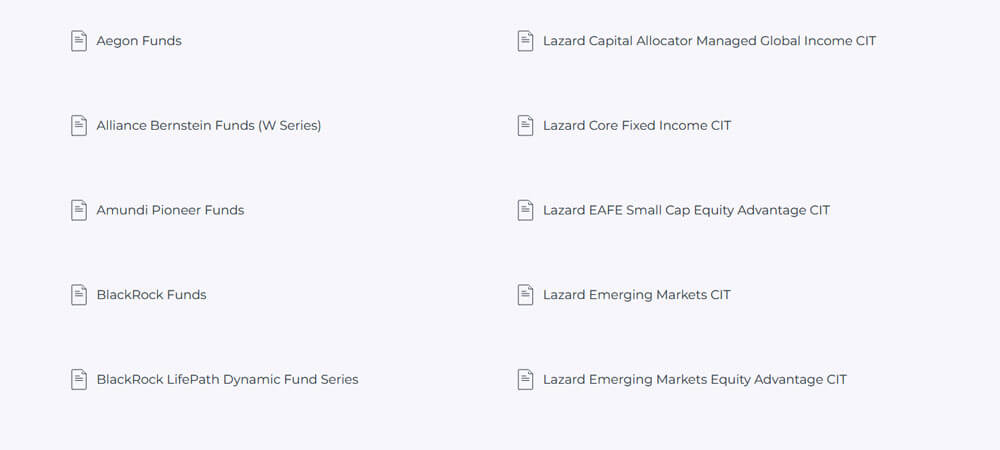 Aegon Funds
Alliance Bernstein Funds (W Series)
Amundi Pioneer Funds
BlackRock Funds
BlackRock LifePath Dynamic Fund Series
Lazard Capital Allocator Managed Global Income CIT
Lazard Core Fixed Income CIT
Lazard EAFE Small Cap Equity Advantage CIT
Lazard Emerging Markets CIT
Lazard Emerging Markets Equity Advantage CIT